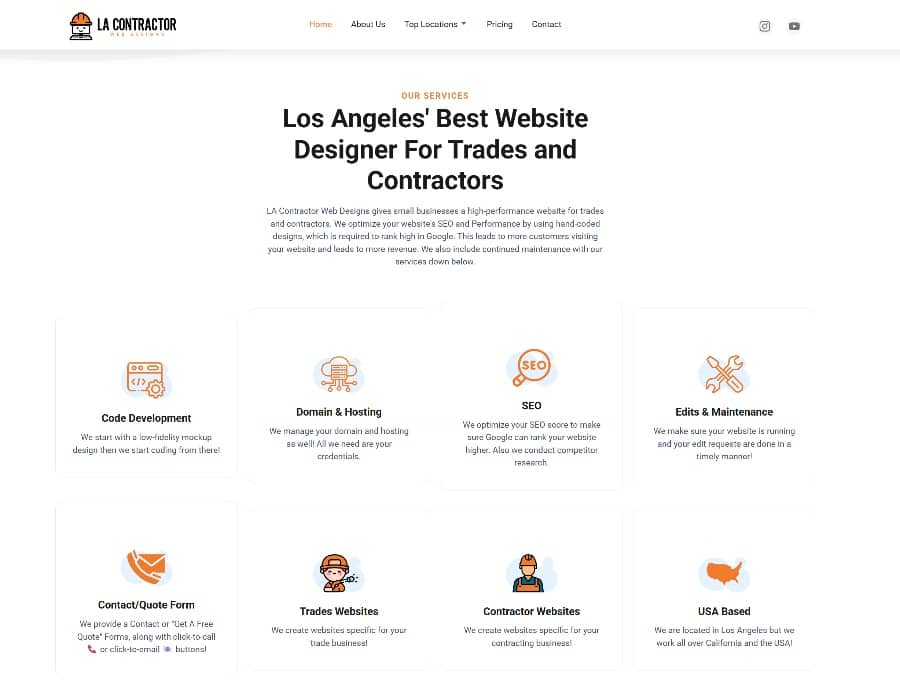 LA CONTRACTOR
WEB DESIGNS
Home About Us Top Locations Pricing Contact
OUR SERVICES
Los Angeles' Best Website
Designer For Trades and
Contractors
LA Contractor Web Designs gives small businesses a high-performance website for trades
and contractors. We optimize your website's SEO and Performance by using hand-coded
designs, which is required to rank high in Google. This leads to more customers visiting
your website and leads to more revenue. We also include continued maintenance with our
services down below.
</>
Code Development
We start with a low-fidelity mockup
design then we start coding from there!
Domain & Hosting
We manage your domain and hosting
as well! All we need are your
credentials.
SEO
SEO
We optimize your SEO score to make
sure Google can rank your website
higher. Also we conduct competitor
research.
Edits & Maintenance
We make sure your website is running
and your edit requests are done in a
timely manner!
Contact/Quote Form
We provide a Contact or "Get A Free
Quote" Forms, along with click-to-call
📞 or click-to-email 📧 buttons!
Trades Websites
We create websites specific for your
trade business!
Contractor Websites
We create websites specific for your
contracting business!
USA Based
We are located in Los Angeles but we
work all over California and the USA!